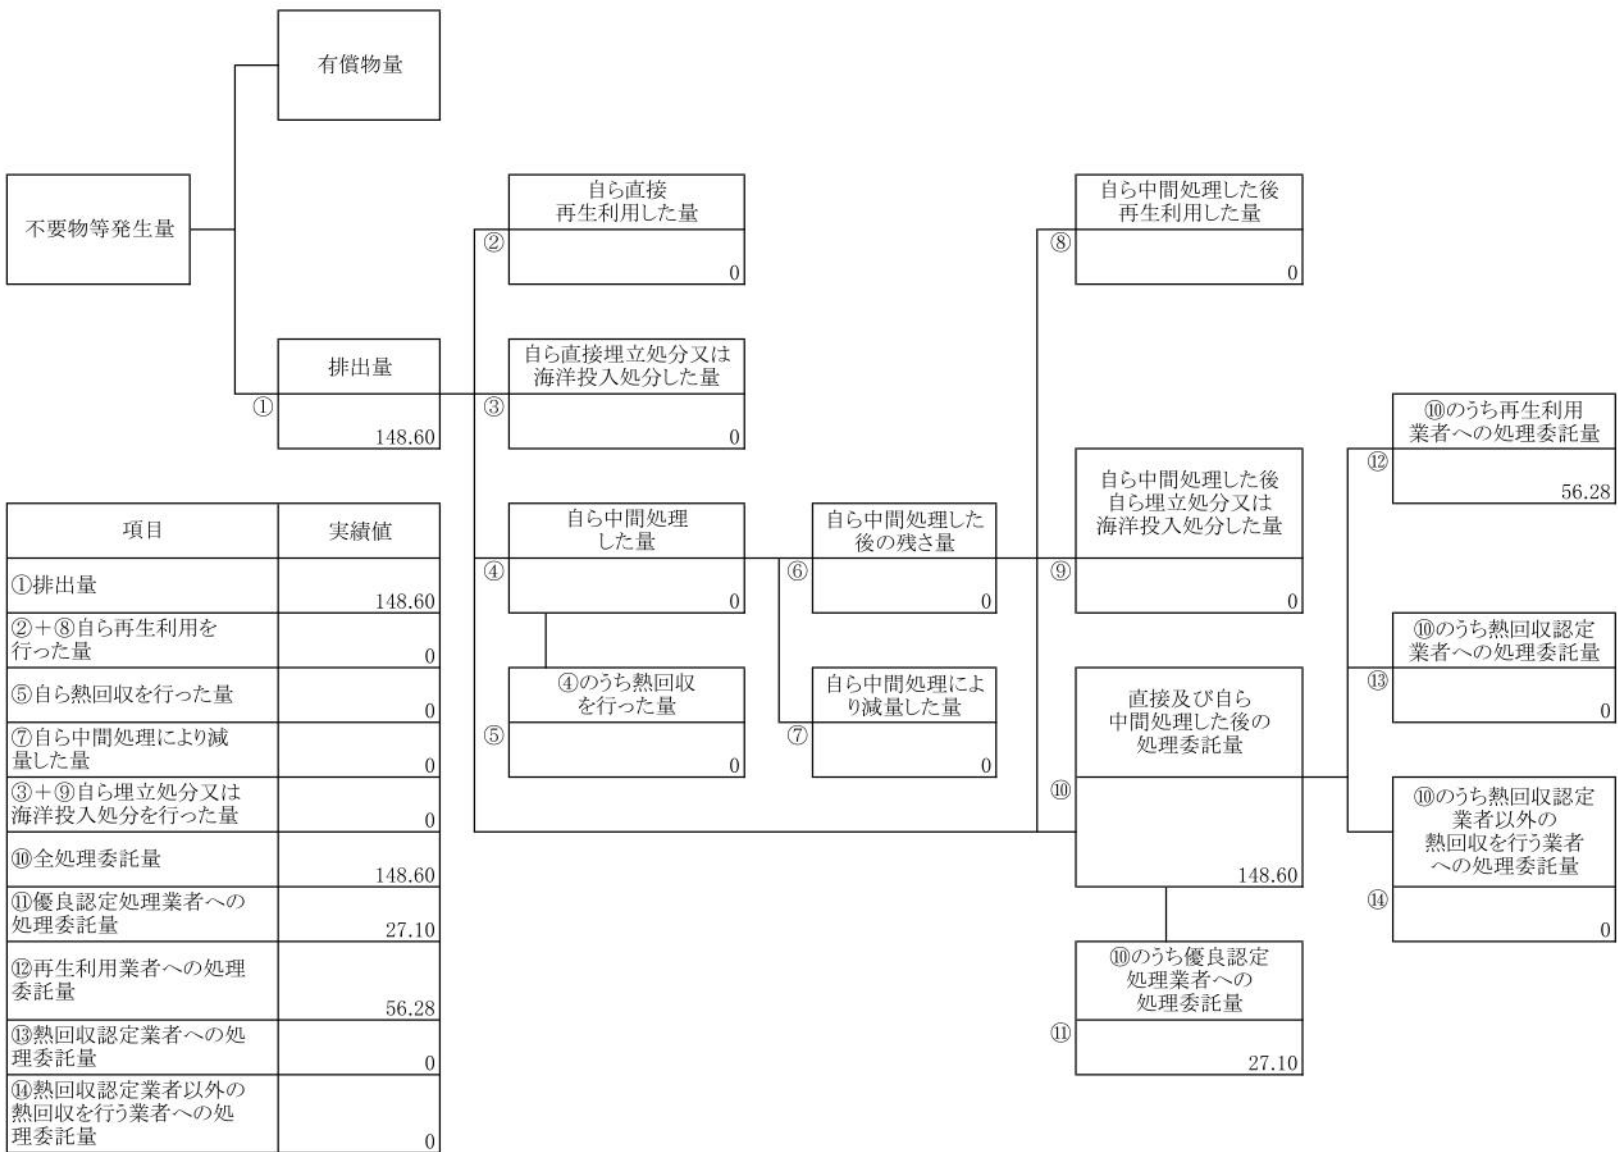 有償物量
不要物等発生量
排出量
①
148.60
自ら直接
再生利用した量
②
0
自ら直接埋立処分又は
海洋投入処分した量
③
0
自ら中間処理
した量
④
0
④のうち熱回収
を行った量
⑤
0
自ら中間処理した
後の残さ量
⑥
0
自ら中間処理によ
り減量した量
⑦
0
自ら中間処理した後
再生利用した量
⑧
0
自ら中間処理した後
自ら埋立処分又は
海洋投入処分した量
⑨
0
直接及び自ら
中間処理した後の
処理委託量
⑩
148.60
⑩のうち優良認定
処理業者への
処理委託量
⑪
27.10
⑩のうち再生利用
業者への処理委託量
⑫
56.28
⑩のうち熱回収認定
業者への処理委託量
⑬
0
⑩のうち熱回収認定
業者以外の
熱回収を行う業者
への処理委託量
⑭
0
項目 実績値
①排出量
148.60
②+⑧自ら再生利用を
行った量
0
⑤自ら熱回収を行った量
0
⑦自ら中間処理により減
量した量
0
③+⑨自ら埋立処分又は
海洋投入処分を行った量
0
⑩全処理委託量
148.60
⑪優良認定処理業者への
処理委託量
27.10
⑫再生利用業者への処理
委託量
56.28
⑬熱回収認定業者への処
理委託量
0
⑭熱回収認定業者以外の
熱回収を行う業者への処
理委託量
0